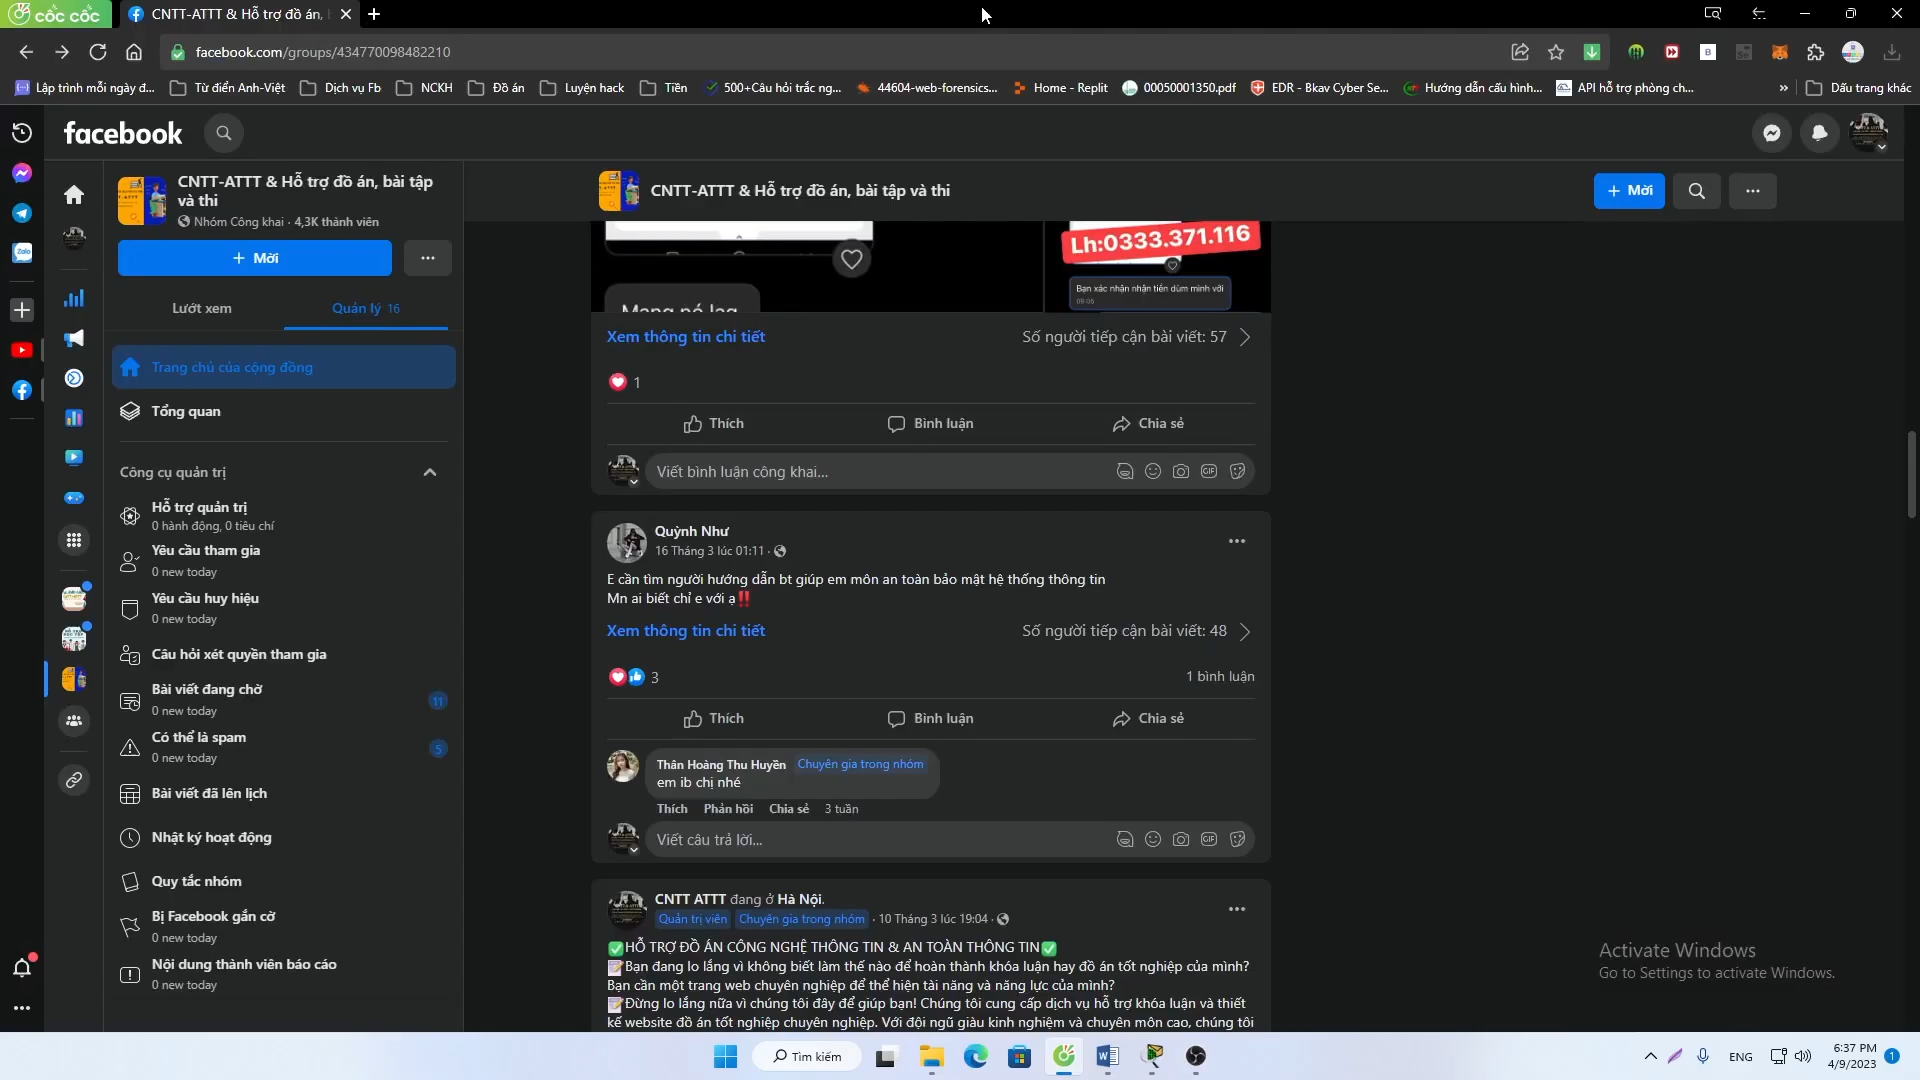 cốc cốc
CNTT-ATTT & Hỗ trợ đồ án,
facebook.com/groups/434770098482210
Lập trình mỗi ngày đ...
Từ điển Anh-Việt
Dịch vụ Fb
NCKH
Đồ án
Luyện hack
Tiền
500+Câu hỏi trắc ng...
44604-web-forensics...
Home - Replit
00050001350.pdf
EDR - Bkav Cyber Se...
Hướng dẫn cấu hình...
API hỗ trợ phòng ch...
»
Dấu trang khác
facebook
CNTT-ATTT & Hỗ trợ đồ án, bài tập
và thi
Nhóm Công khai · 4,3K thành viên
+ Mời
Lướt xem
Quản lý 16
Trang chủ của cộng đồng
Tổng quan
Công cụ quản trị
Hỗ trợ quản trị
0 hành động, 0 tiêu chí
Yêu cầu tham gia
0 new today
Yêu cầu huy hiệu
0 new today
Câu hỏi xét quyền tham gia
Bài viết đang chờ
0 new today
11
Có thể là spam
0 new today
5
Bài viết đã lên lịch
Nhật ký hoạt động
Quy tắc nhóm
Bị Facebook gắn cờ
0 new today
Nội dung thành viên báo cáo
0 new today
Zalo
CNTT-ATTT & Hỗ trợ đồ án, bài tập và thi
+ Mời
Lh:0333.371.116
Bạn xác nhận nhận tiền dùm mình với
09:06
Mạng nó lag
Xem thông tin chi tiết
Số người tiếp cận bài viết: 57
1
Thích
Bình luận
Chia sẻ
Viết bình luận công khai...
GIF
Quỳnh Như
16 Tháng 3 lúc 01:11 ·
E cần tìm người hướng dẫn bt giúp em môn an toàn bảo mật hệ thống thông tin
Mn ai biết chỉ e với ạ‼️
Xem thông tin chi tiết
Số người tiếp cận bài viết: 48
3
1 bình luận
Thích
Bình luận
Chia sẻ
Thân Hoàng Thu Huyền Chuyên gia trong nhóm
em ib chị nhé
Thích Phản hồi Chia sẻ 3 tuần
Viết câu trả lời...
GIF
CNTT ATTT đang ở Hà Nội.
Quản trị viên Chuyên gia trong nhóm · 10 Tháng 3 lúc 19:04 ·
✅HỖ TRỢ ĐỒ ÁN CÔNG NGHỆ THÔNG TIN & AN TOÀN THÔNG TIN✅
📝Bạn đang lo lắng vì không biết làm thế nào để hoàn thành khóa luận hay đồ án tốt nghiệp của mình?
Bạn cần một trang web chuyên nghiệp để thể hiện tài năng và năng lực của mình?
📝Đừng lo lắng nữa vì chúng tôi đây để giúp bạn! Chúng tôi cung cấp dịch vụ hỗ trợ khóa luận và thiết
kế website đồ án tốt nghiệp chuyên nghiệp. Với đội ngũ giàu kinh nghiệm và chuyên môn cao, chúng tôi
Activate Windows
Go to Settings to activate Windows.
Tìm kiếm
ENG
6:37 PM
4/9/2023
1